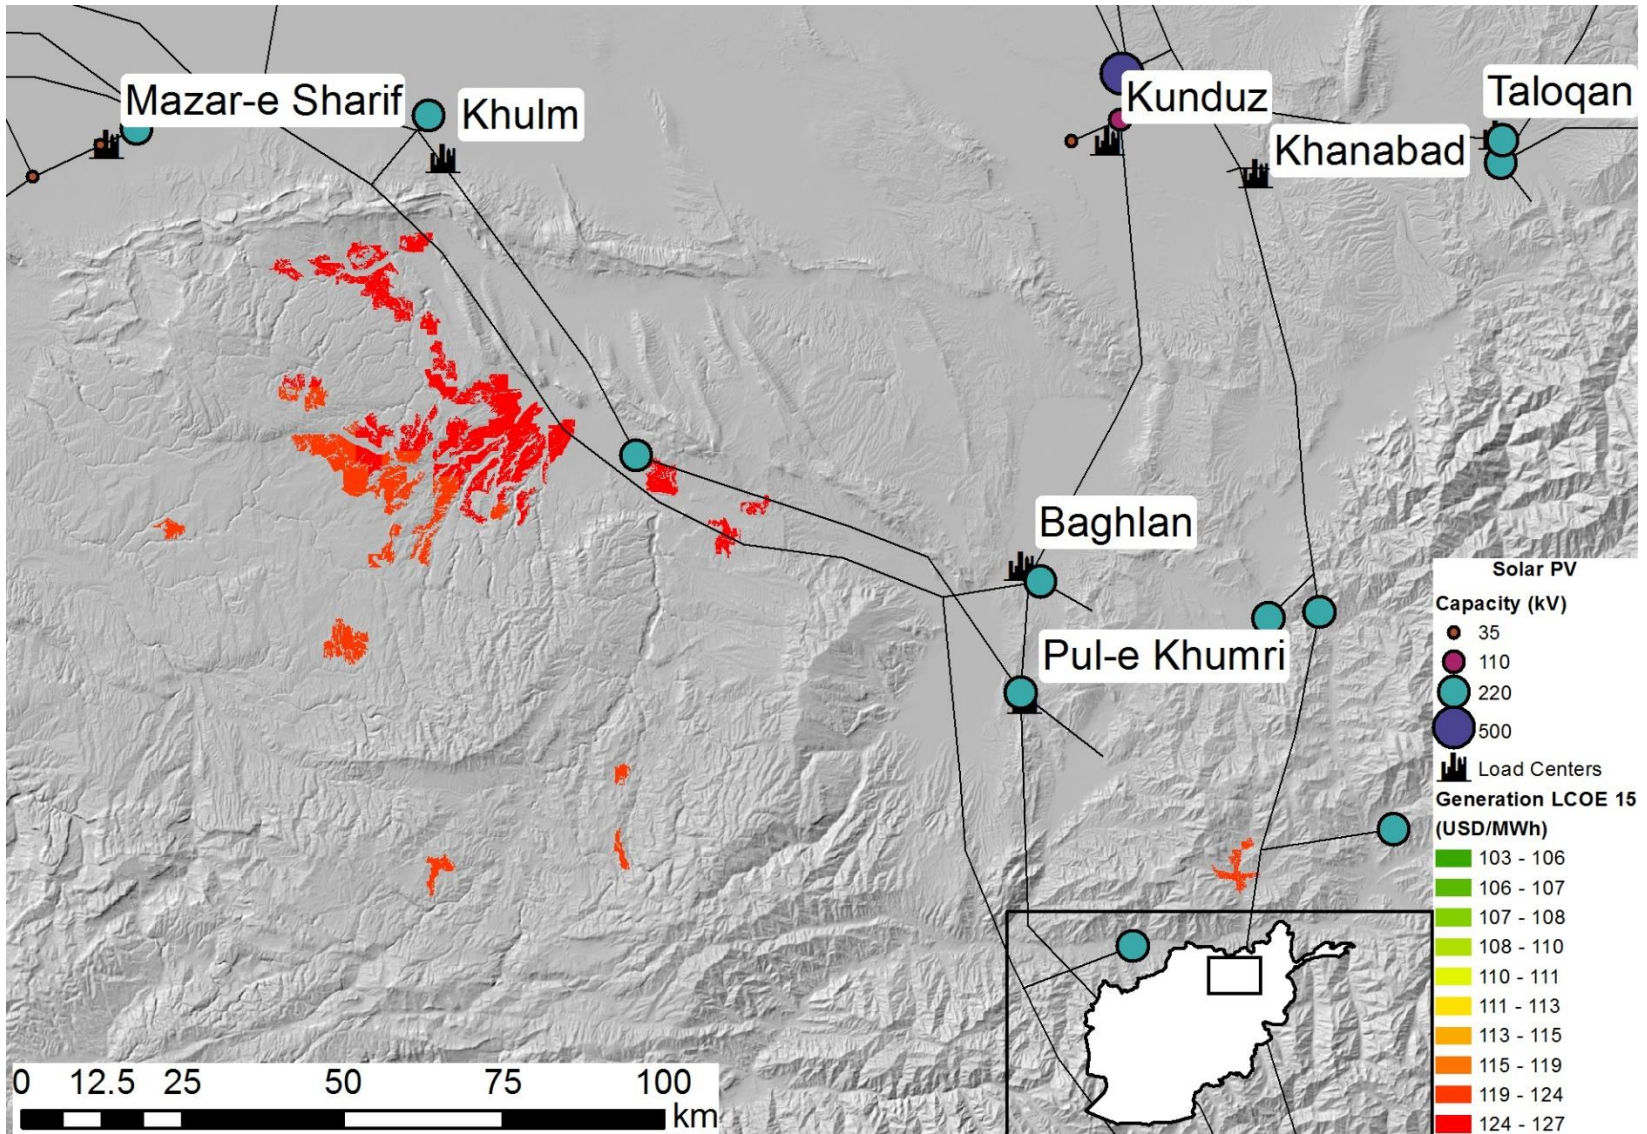 Mazar-e Sharif
Khulm
Kunduz
Taloqan
Khanabad
Baghlan
Pul-e Khumri
Solar PV
Capacity (kV)
35
110
220
500
Load Centers
Generation LCOE 15
(USD/MWh)
103 - 106
106 - 107
107 - 108
108 - 110
110 - 111
111 - 113
113 - 115
115 - 119
119 - 124
124 - 127
0 12.5 25 50 75 100
km